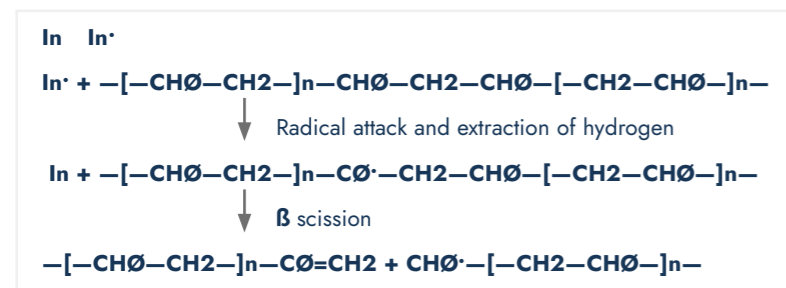 In In·
In· + —[—CHØ—CH2—]n—CHØ—CH2—CHØ—[—CH2—CHØ—]n—
Radical attack and extraction of hydrogen
In + —[—CHØ—CH2—]n—CØ·—CH2—CHØ—[—CH2—CHØ—]n—
ß scission
—[—CHØ—CH2—]n—CØ=CH2 + CHØ·—[—CH2—CHØ—]n—